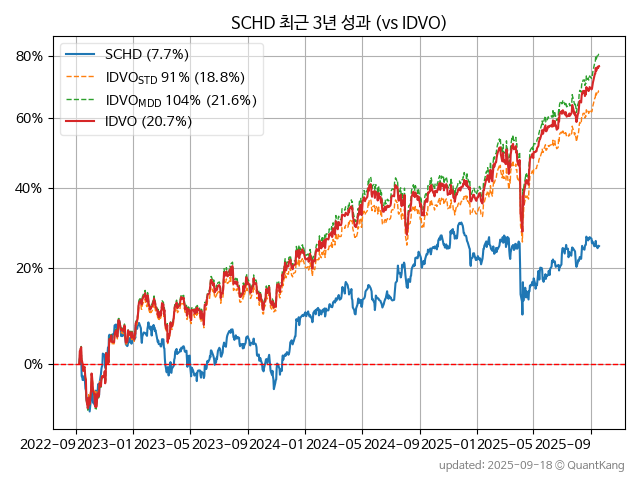 SCHD 최근 3년 성과 (vs IDVO)
SCHD (7.7%)
IDVO_STD 91% (18.8%)
IDVO_MDD 104% (21.6%)
IDVO (20.7%)
80%
60%
40%
20%
0%
2022-09 2023-01 2023-05 2023-09 2024-01 2024-05 2024-09 2025-01 2025-05 2025-09
updated: 2025-09-18 © QuantKang